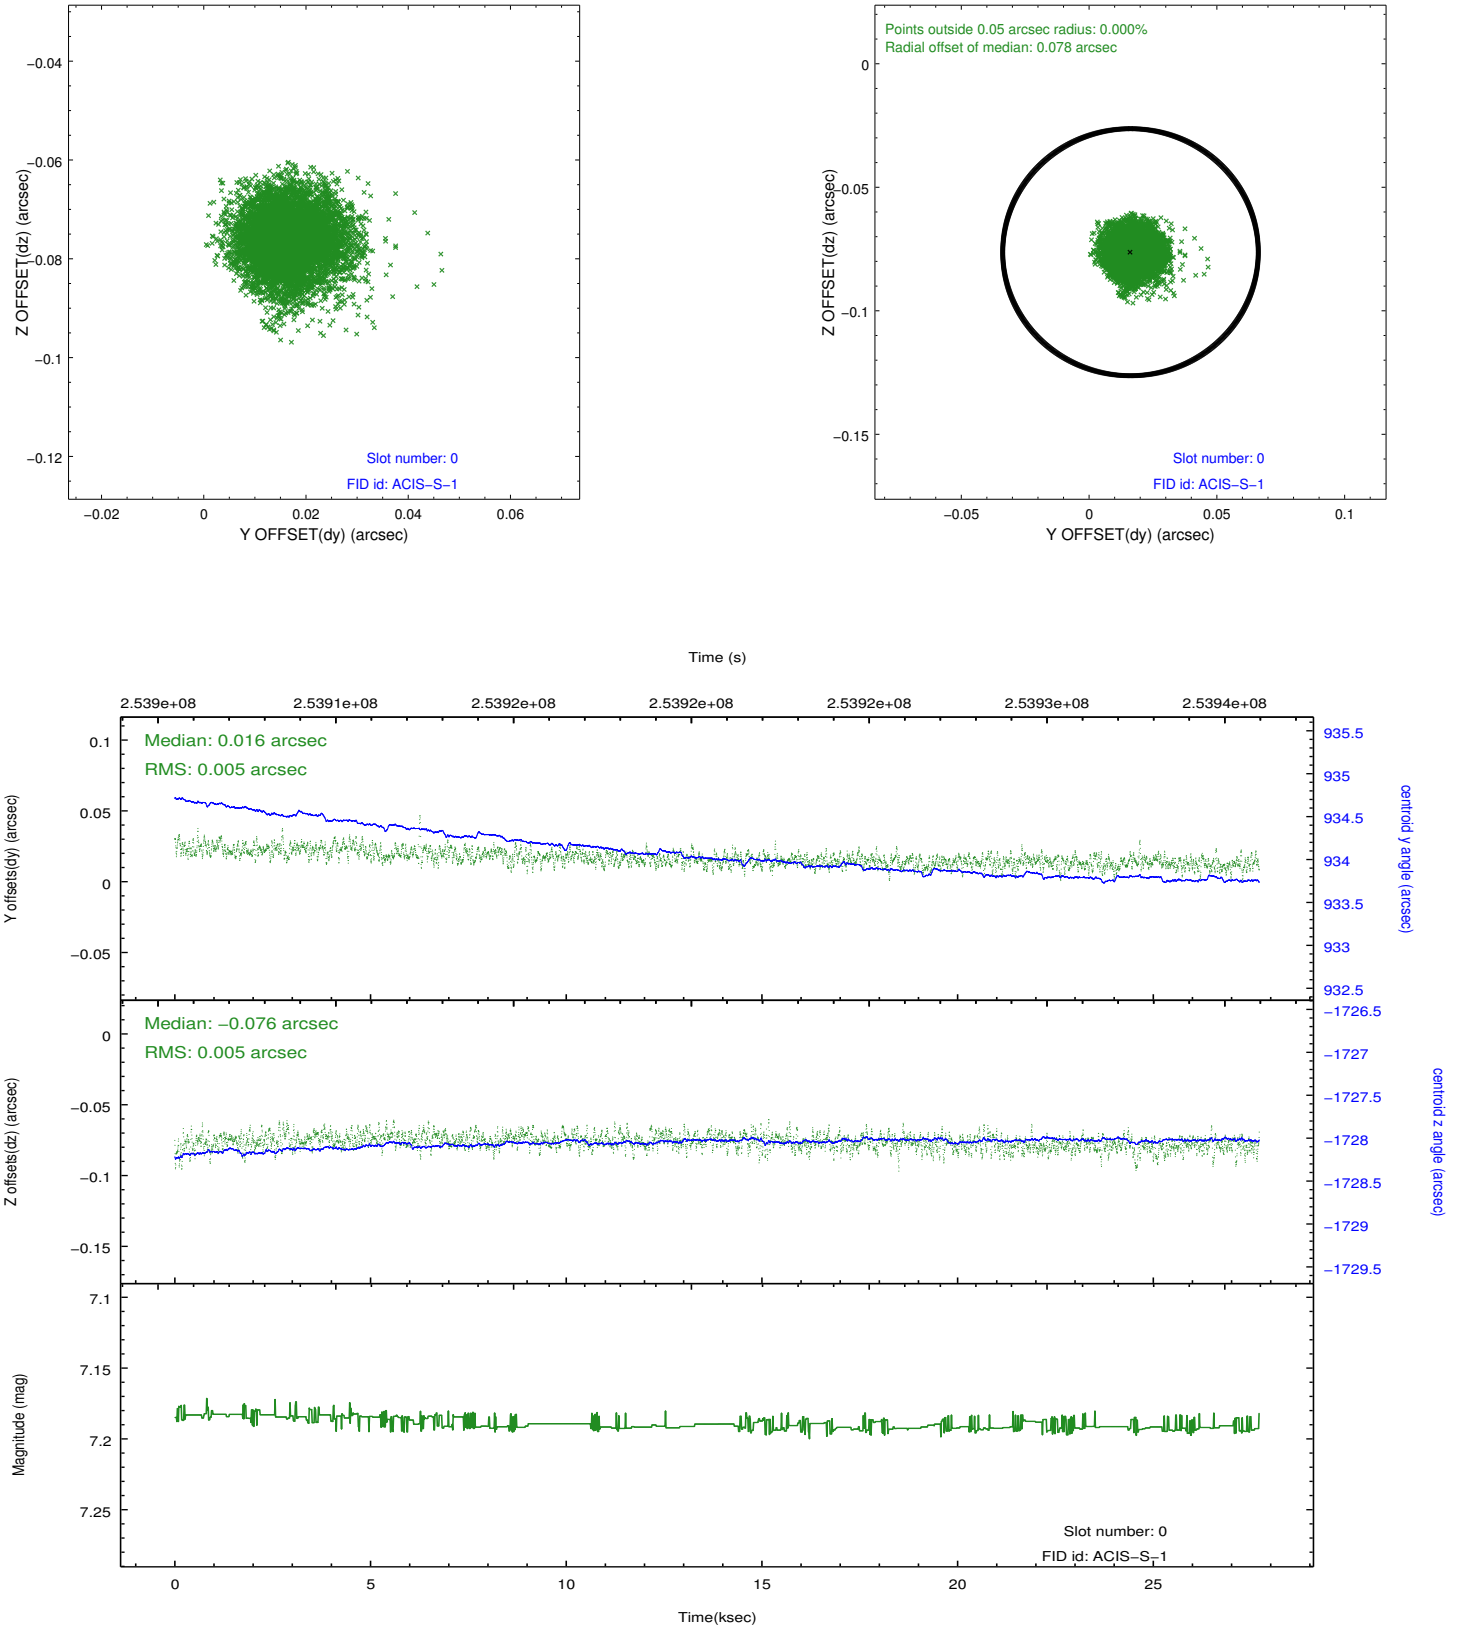 −0.04
−0.06
−0.08
−0.1
−0.12
Z OFFSET(dz) (arcsec)
Slot number: 0
FID id: ACIS−S−1
−0.02
0
0.02
0.04
0.06
Y OFFSET(dy) (arcsec)
Points outside 0.05 arcsec radius: 0.000%
Radial offset of median: 0.078 arcsec
0
−0.05
−0.1
−0.15
Z OFFSET(dz) (arcsec)
Slot number: 0
FID id: ACIS−S−1
−0.05
0
0.05
0.1
Y OFFSET(dy) (arcsec)
Time (s)
2.539e+08
2.5391e+08
2.5392e+08
2.5392e+08
2.5392e+08
2.5393e+08
2.5394e+08
Median: 0.016 arcsec
RMS: 0.005 arcsec
0.1
0.05
0
−0.05
Y offsets(dy) (arcsec)
935.5
935
934.5
934
933.5
933
932.5
centroid y angle (arcsec)
Median: −0.076 arcsec
RMS: 0.005 arcsec
0
−0.05
−0.1
−0.15
Z offsets(dz) (arcsec)
−1726.5
−1727
−1727.5
−1728
−1728.5
−1729
−1729.5
centroid z angle (arcsec)
7.1
7.15
7.2
7.25
Magnitude (mag)
Slot number: 0
FID id: ACIS−S−1
0
5
10
15
20
25
Time(ksec)